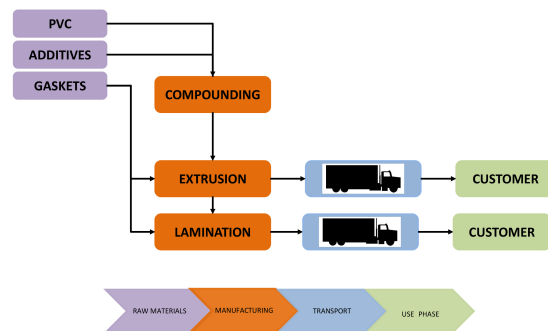 PVC
ADDITIVES
GASKETS
COMPOUNDING
EXTRUSION
CUSTOMER
LAMINATION
CUSTOMER
RAW MATERIALS
MANUFACTURING
TRANSPORT
USE PHASE